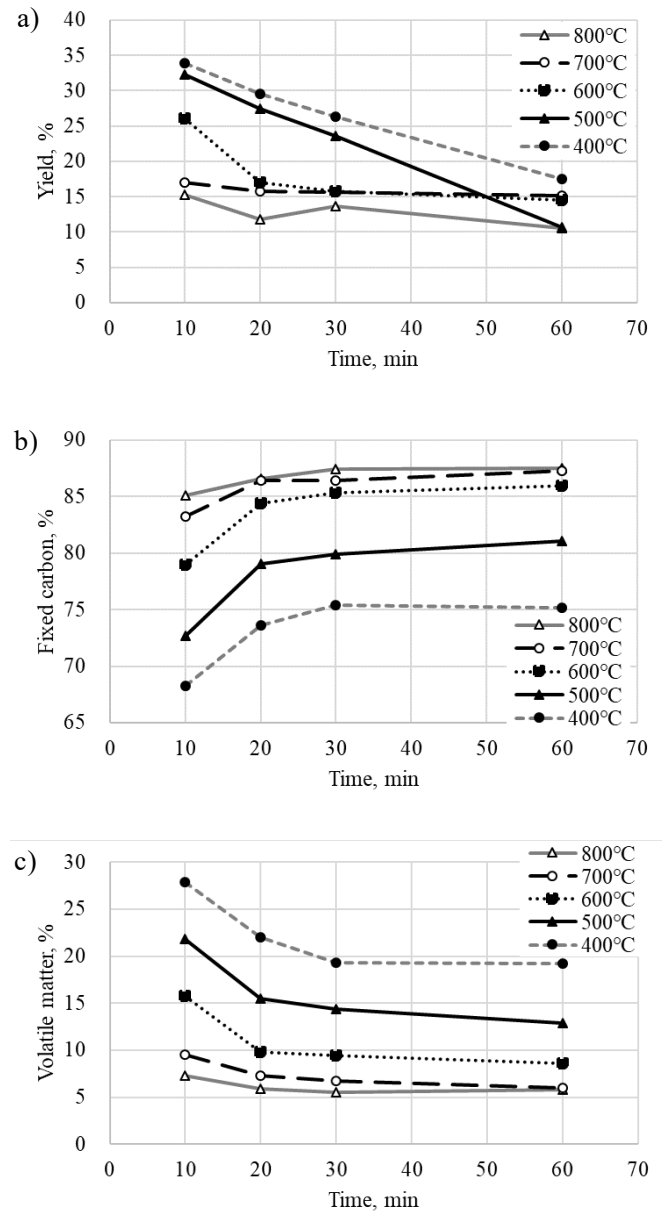 a)
40
35
30
25
20
15
10
5
0
Yield, %
800°C
700°C
600°C
500°C
400°C
0 10 20 30 40 50 60 70
Time, min
b)
90
85
80
75
70
65
Fixed carbon, %
800°C
700°C
600°C
500°C
400°C
0 10 20 30 40 50 60 70
Time, min
c)
30
25
20
15
10
5
0
Volatile matter, %
800°C
700°C
600°C
500°C
400°C
0 10 20 30 40 50 60 70
Time, min